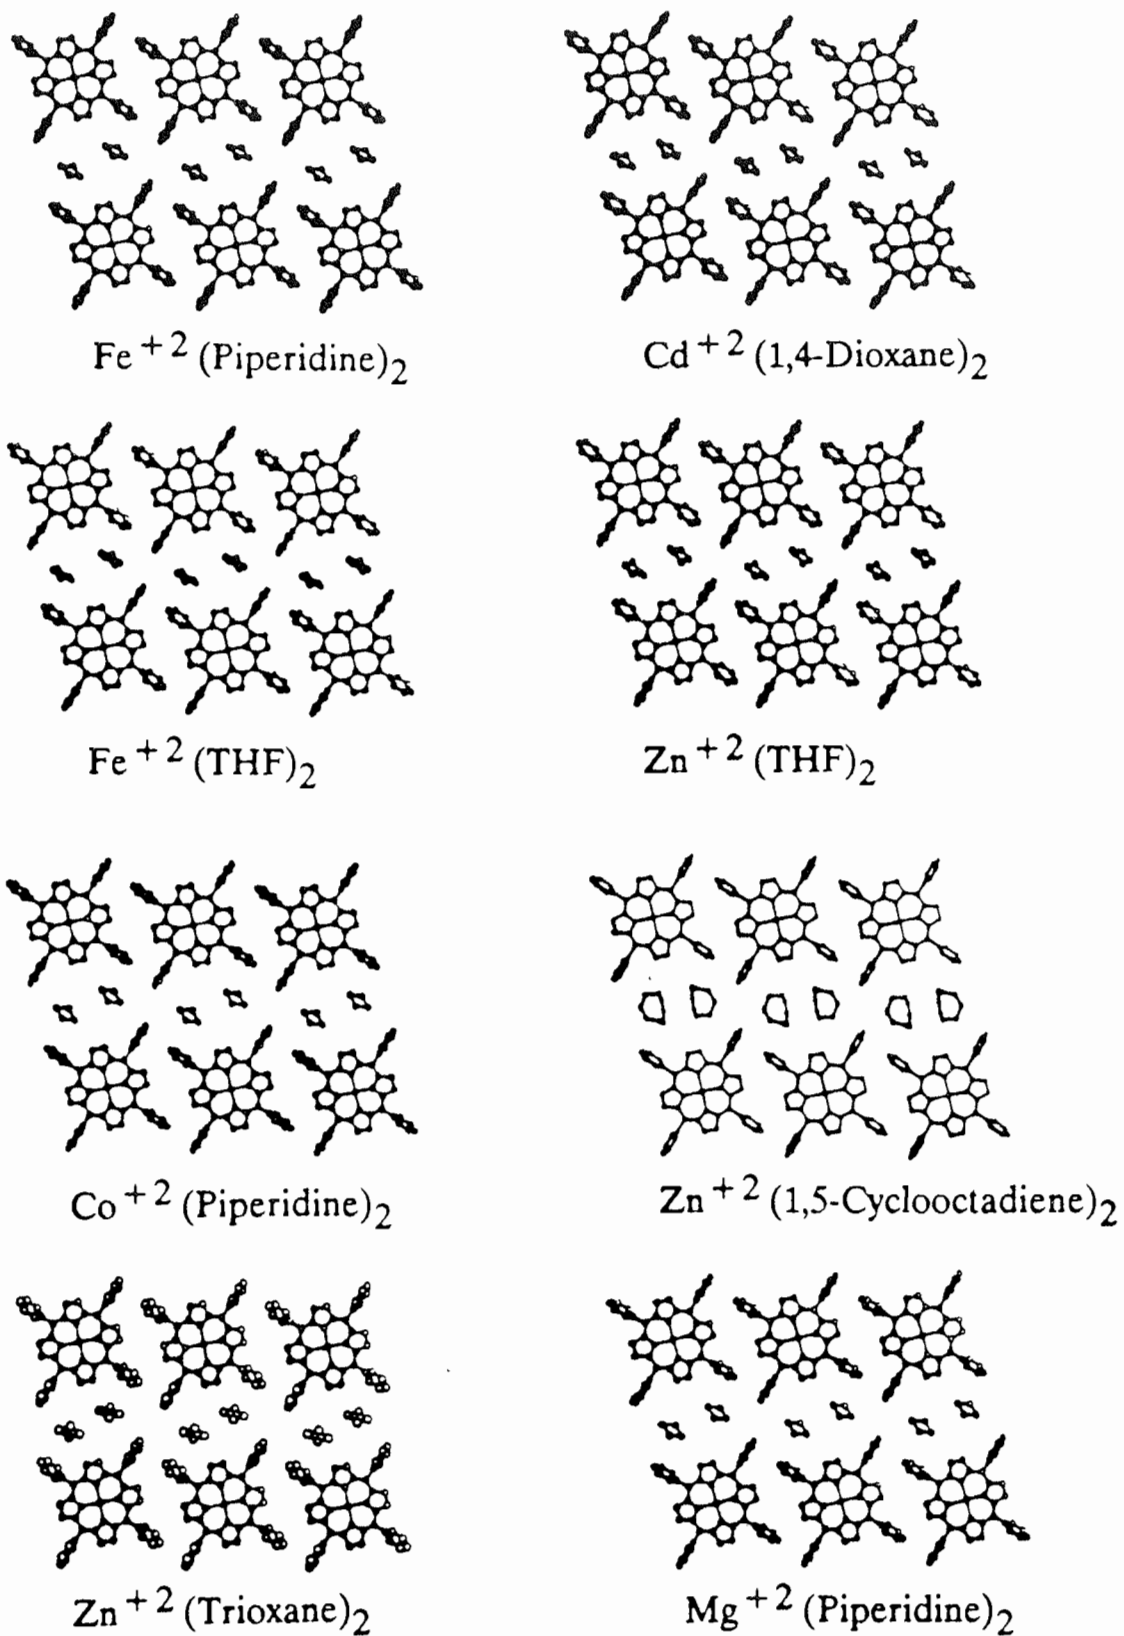 Fe +2 (Piperidine)2
Cd +2 (1,4-Dioxane)2
Fe +2 (THF)2
Zn +2 (THF)2
Co +2 (Piperidine)2
Zn +2 (1,5-Cyclooctadiene)2
Zn +2 (Trioxane)2
Mg +2 (Piperidine)2